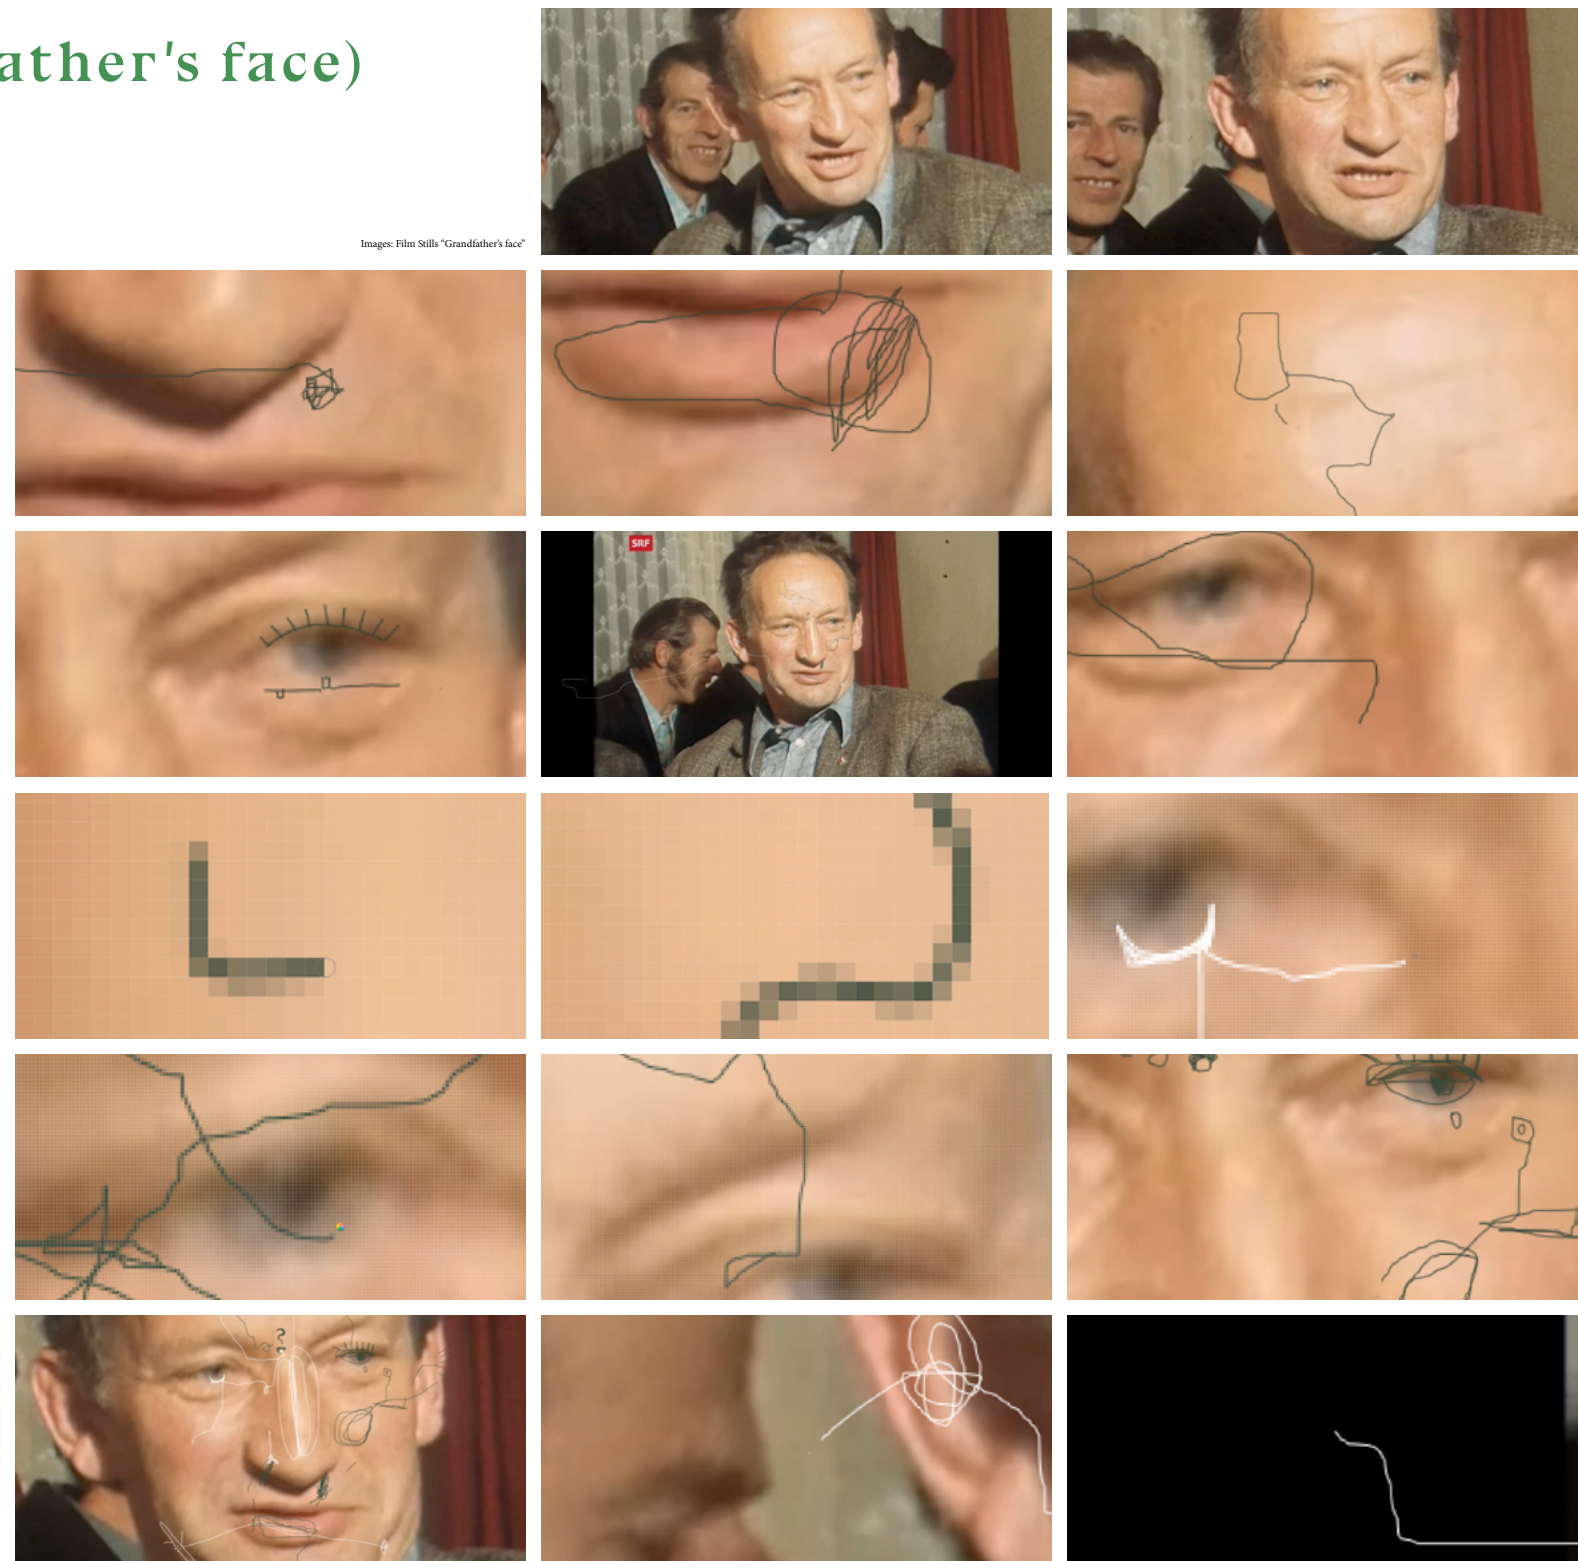 ather's face)
Images: Film Stills “Grandfather's face”
SRF
?